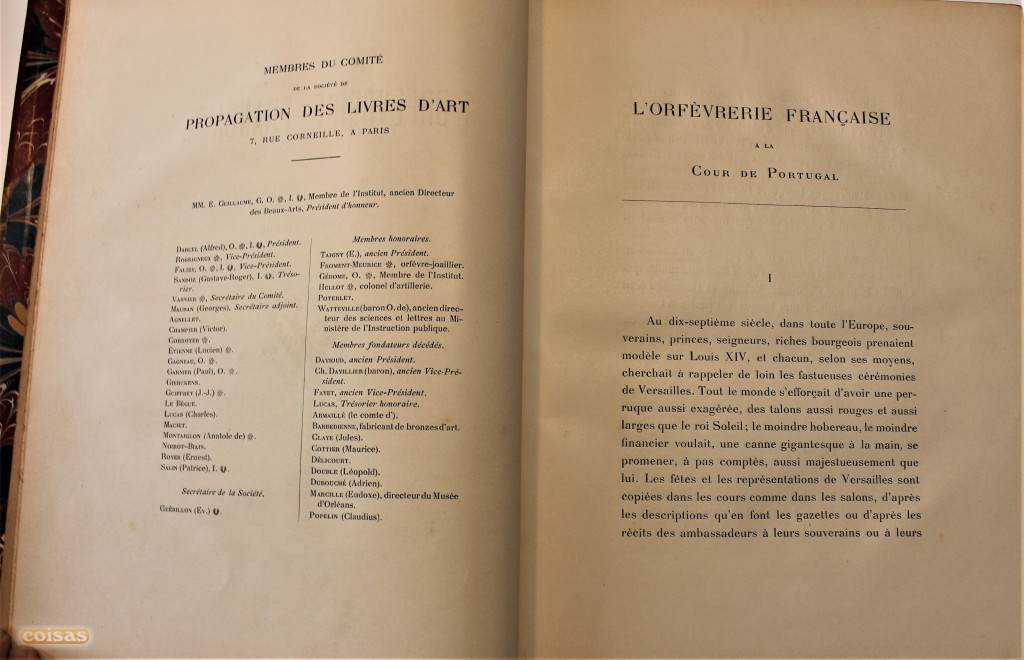 MEMBRES DU COMITÉ
DE LA SOCIÉTÉ DE
PROPAGATION DES LIVRES D'ART
7, RUE CORNEILLE, A PARIS
MM. E. GUILLAUME, G. O. I. Membre de l'Institut, ancien Directeur
des Beaux-Arts, Président d'honneur.
DARCEL (Alfred), O. I. Président.
ROSSIGNEUX, Vice-Président.
FALIZE, O. I. Vice-Président.
SANDOZ (Gustave-Roger), I. Tréso-
rier.
VASNIER, Secrétaire du Comité.
MAUBAN (Georges), Secrétaire adjoint.
AGNELLET.
CHAMPIER (Victor).
CORROYER.
ÉTIENNE (Lucien).
GAGNEAU, O.
GARNIER (Paul), O.
GIERCKENS.
GUIFFREY (J.-J.)
LE BÈGUE.
LUCAS (Charles).
MACIET.
MONTAIGLON (Anatole de)
NOIROT-BIAIS.
ROYER (Ernest).
SALIN (Patrice), I.
Secrétaire de la Société.
GUÉRILLON (Ev.)
Membres honoraires.
TAIGNY (E.), ancien Président.
FROMENT-MEURICE, orfèvre-joaillier.
GÉROME, O. Membre de l'Institut.
HELLOT, colonel d'artillerie.
POTERLET.
WATTEVILLE (baron O. de), ancien direc-
teur des sciences et lettres au Mi-
nistère de l'Instruction publique.
Membres fondateurs décédés.
DAVIOUD, ancien Président.
Ch. DAVILLIER (baron), ancien Vice-Pré-
sident.
FAYET, ancien Vice-Président.
LUCAS, Trésorier honoraire.
ARMAILLÉ (le comte d').
BARBEDIENNE, fabricant de bronzes d'art.
CLAYE (Jules).
COTTIER (Maurice).
DÉLICOURT.
DOUBLE (Léopold).
DUBOUCHÉ (Adrien).
MARCILLE (Eudoxe), directeur du Musée
d'Orléans.
POPELIN (Claudius).
L'ORFÈVRERIE FRANÇAISE
A LA
COUR DE PORTUGAL
I
Au dix-septième siècle, dans toute l'Europe, sou-
verains, princes, seigneurs, riches bourgeois prenaient
modèle sur Louis XIV, et chacun, selon ses moyens,
cherchait à rappeler de loin les fastueuses cérémonies
de Versailles. Tout le monde s'efforçait d'avoir une per-
ruque aussi exagérée, des talons aussi rouges et aussi
larges que le roi Soleil; le moindre hobereau, le moindre
financier voulait, une canne gigantesque à la main, se
promener, à pas comptés, aussi majestueusement que
lui. Les fêtes et les représentations de Versailles sont
copiées dans les cours comme dans les salons, d'après
les descriptions qu'en font les gazettes ou d'après les
récits des ambassadeurs à leurs souverains ou à leurs
coisas